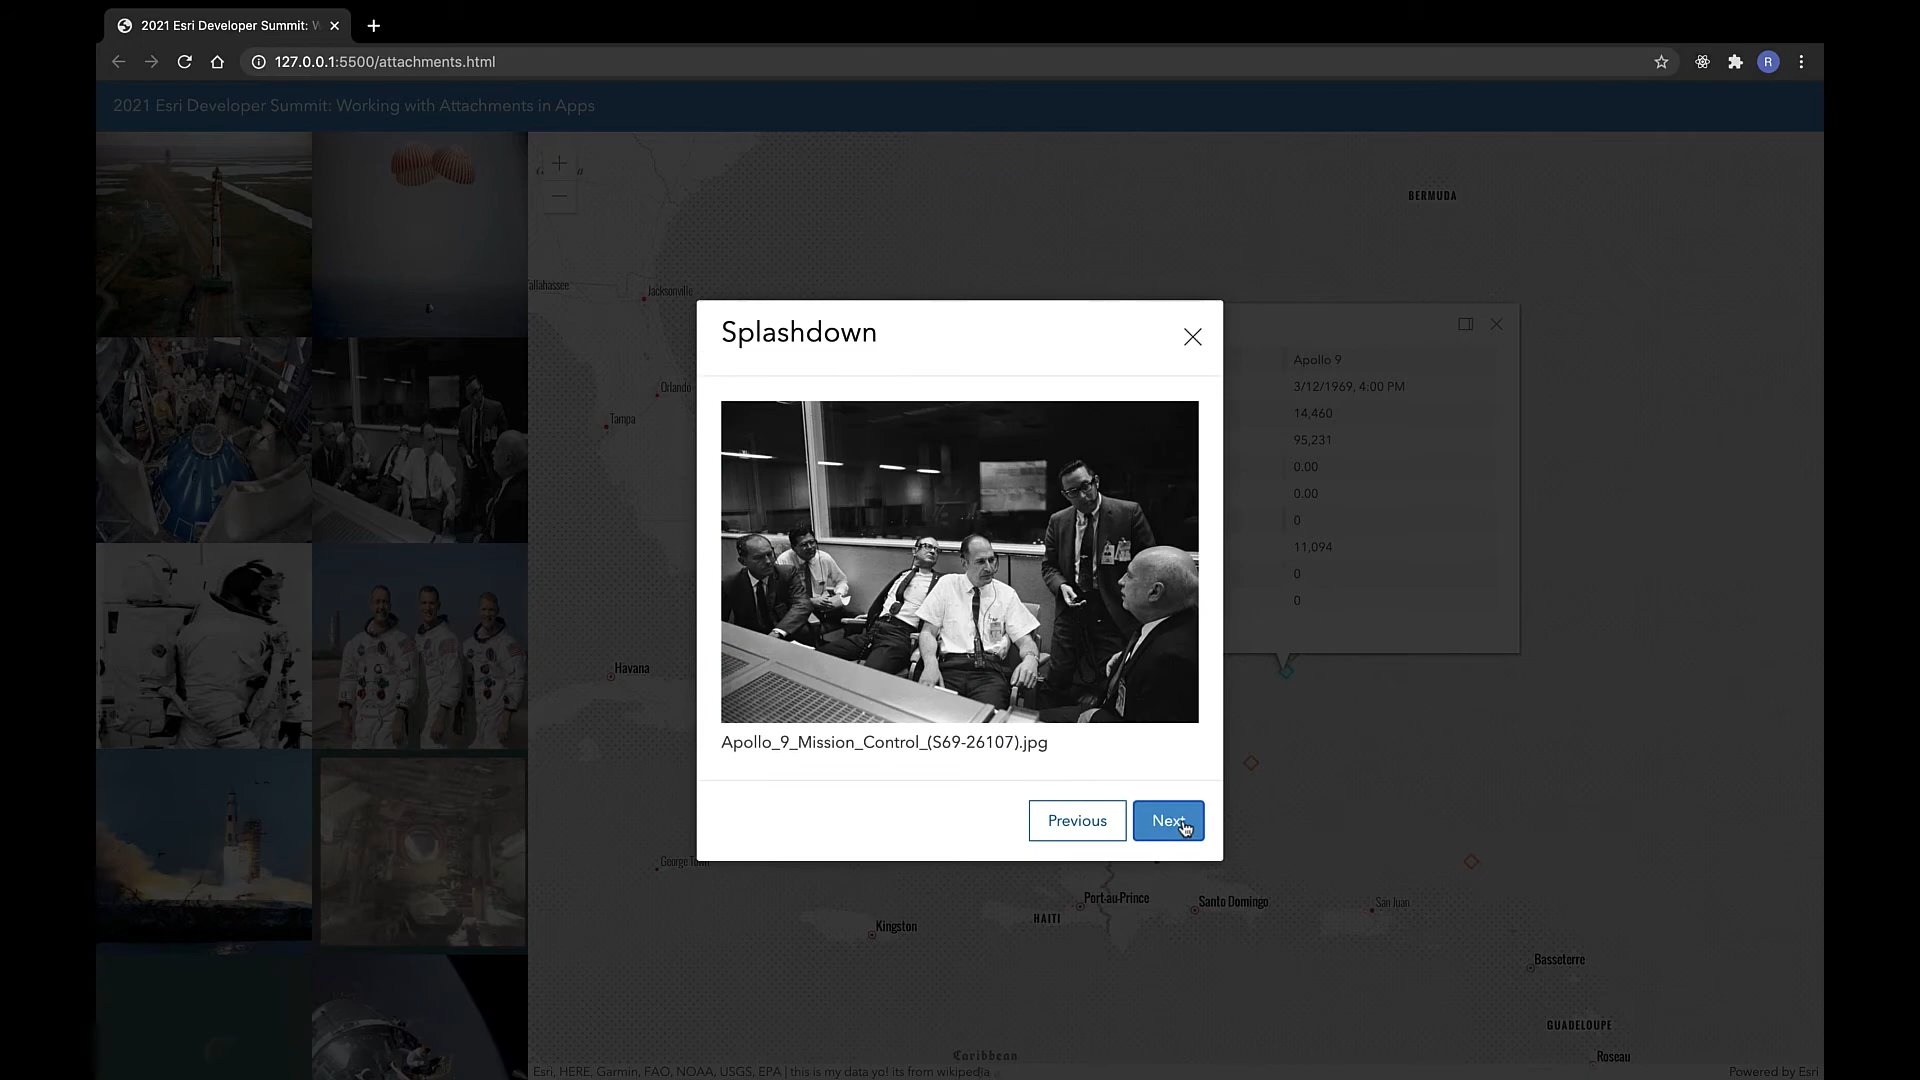 2021 Esri Developer Summit: W
127.0.0.1:5500/attachments.html
R
2021 Esri Developer Summit: Working with Attachments in Apps
BERMUDA
allahassee
Jacksonville
Orlando
Tampa
Havana
George Town
Kingston
HAITI
Port-au-Prince
Santo Domingo
San Juan
Basseterre
GUADELOUPE
Roseau
Caribbean
Splashdown
Apollo_9_Mission_Control_(S69-26107).jpg
Previous
Next
Apollo 9
3/12/1969, 4:00 PM
14,460
95,231
0.00
0.00
0
11,094
0
0
Esri, HERE, Garmin, FAO, NOAA, USGS, EPA | this is my data yo! its from wikipedia
Powered by Esri